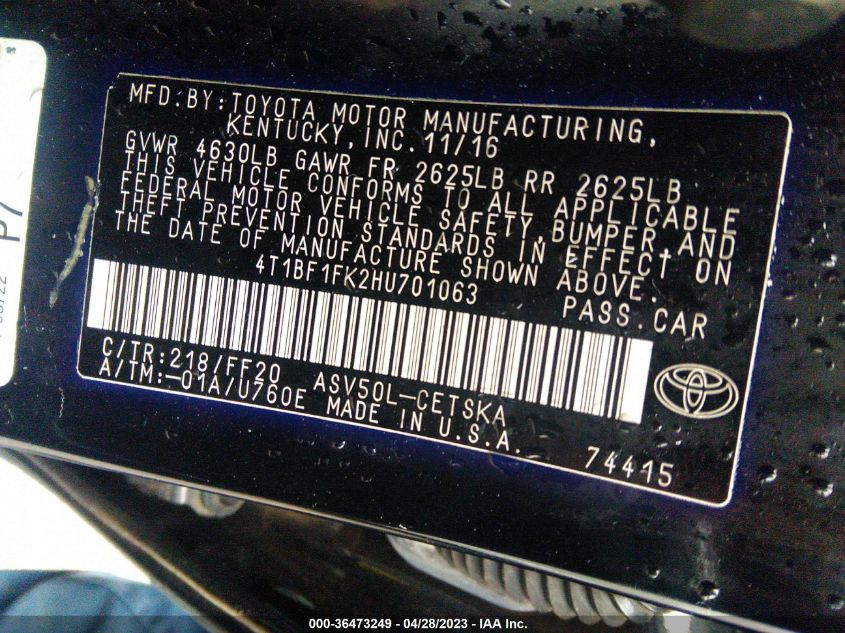 MFD.BY:TOYOTA MOTOR MANUFACTURING,
KENTUCKY,INC.11/16
GVWR 4630LB GAWR FR 2625LB RR 2625LB
THIS VEHICLE CONFORMS TO ALL APPLICABLE
FEDERAL MOTOR VEHICLE SAFETY,BUMPER,AND
THEFT PREVENTION STANDARDS IN EFFECT ON
THE DATE OF MANUFACTURE SHOWN ABOVE.
4T1BF1FK2HU701063 PASS.CAR
C/TR:218/FF20 ASV50L-CETSKA
A/TM:-01A/U760E MADE IN U.S.A.
74415
P7
000-36473249 - 04/28/2023 - IAA Inc.